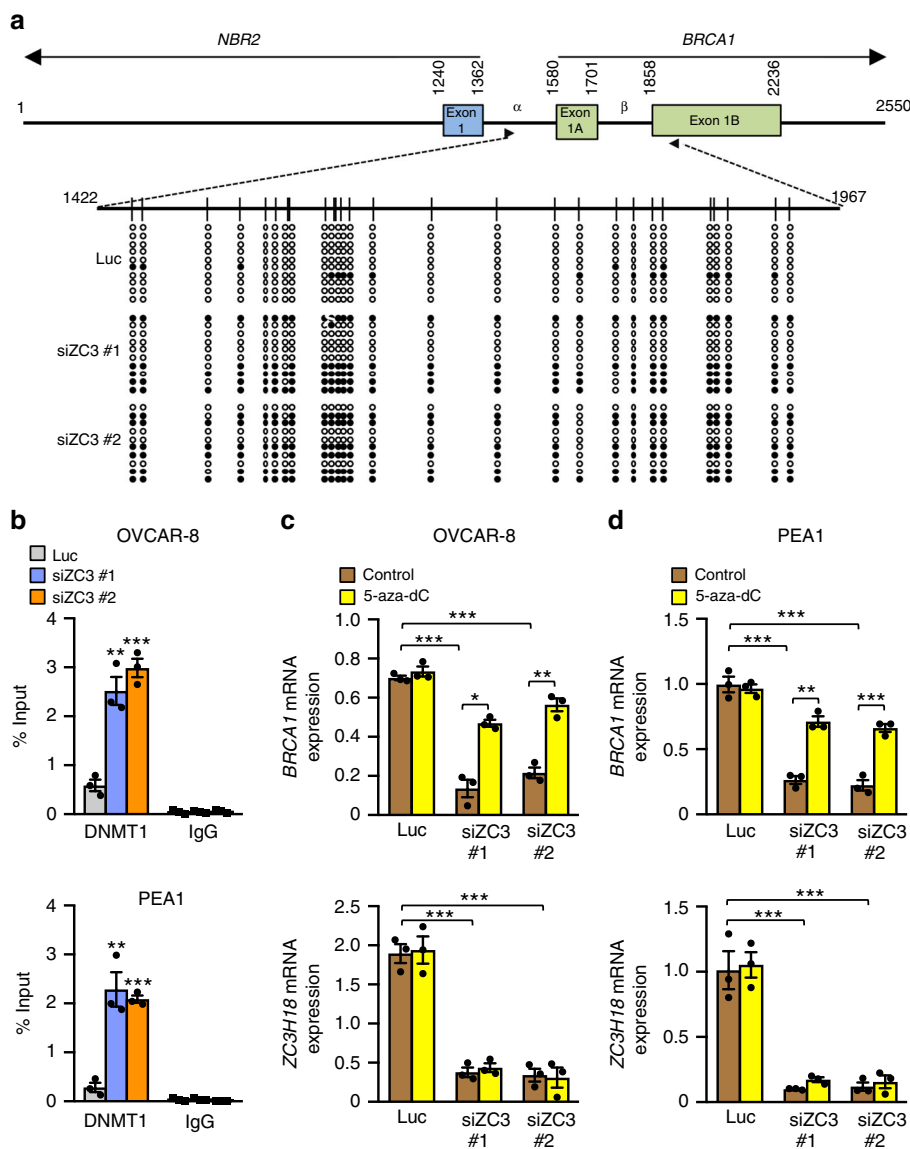 a
NBR2
BRCA1
1240
1362
1580
1701
1858
2236
1
α
β
2550
Exon 1
Exon 1A
Exon 1B
1422
1967
Luc
siZC3 #1
siZC3 #2
b
OVCAR-8
Luc
siZC3 #1
siZC3 #2
% Input
4
3
2
1
0
**
***
DNMT1
IgG
PEA1
% Input
4
3
2
1
0
**
***
DNMT1
IgG
c
OVCAR-8
Control
5-aza-dC
BRCA1 mRNA
expression
1.0
0.8
0.6
0.4
0.2
0
***
***
*
**
Luc
siZC3
#1
siZC3
#2
ZC3H18 mRNA
expression
2.5
2.0
1.5
1.0
0.5
0
***
***
Luc
siZC3
#1
siZC3
#2
d
PEA1
Control
5-aza-dC
BRCA1 mRNA
expression
1.5
1.0
0.5
0
***
***
**
***
Luc
siZC3
#1
siZC3
#2
ZC3H18 mRNA
expression
1.5
1.0
0.5
0
***
***
Luc
siZC3
#1
siZC3
#2